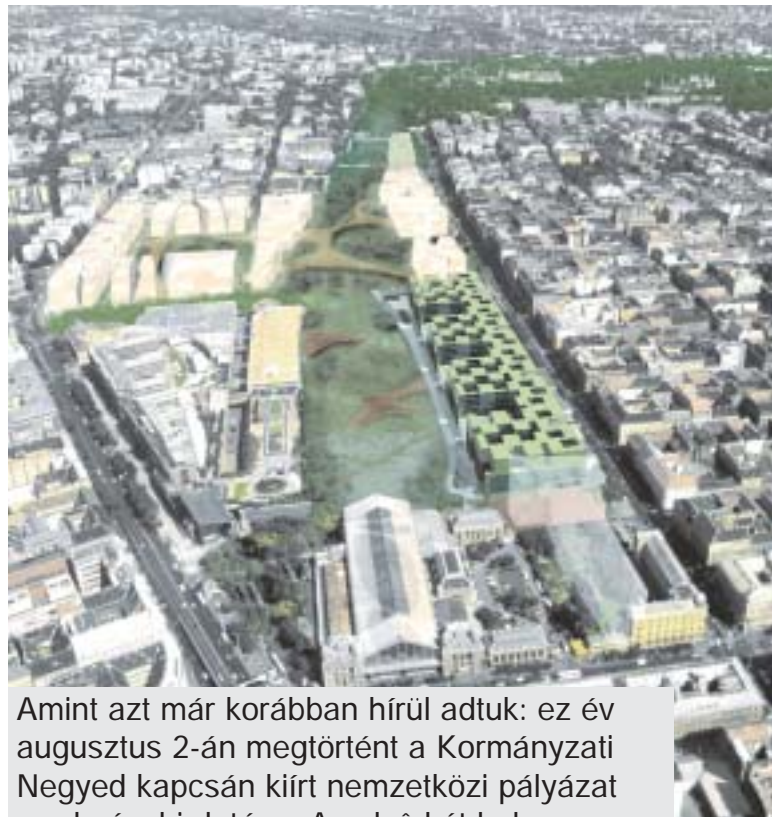 Amint azt már korábban hírül adtuk: ez év
augusztus 2-án megtörtént a Kormányzati
Negyed kapcsán kiírt nemzetközi pályázat